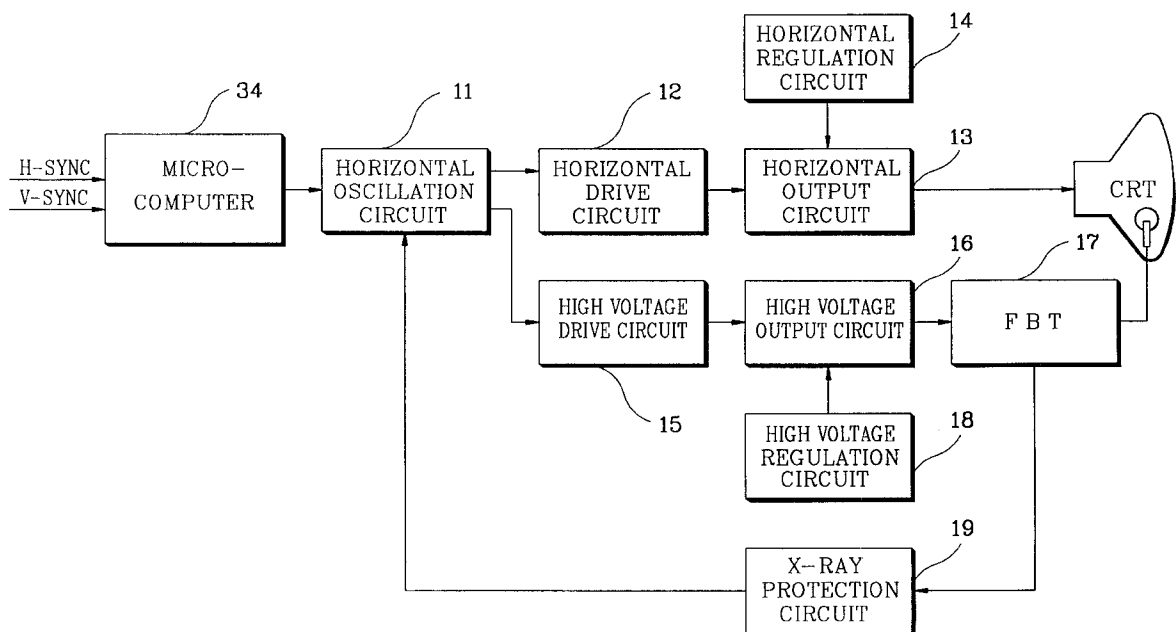 14
HORIZONTAL
REGULATION
CIRCUIT
34
11
12
13
H-SYNC
V-SYNC
MICRO-
COMPUTER
HORIZONTAL
OSCILLATION
CIRCUIT
HORIZONTAL
DRIVE
CIRCUIT
HORIZONTAL
OUTPUT
CIRCUIT
CRT
16
17
HIGH VOLTAGE
DRIVE CIRCUIT
HIGH VOLTAGE
OUTPUT CIRCUIT
F B T
15
18
HIGH VOLTAGE
REGULATION
CIRCUIT
19
X-RAY
PROTECTION
CIRCUIT